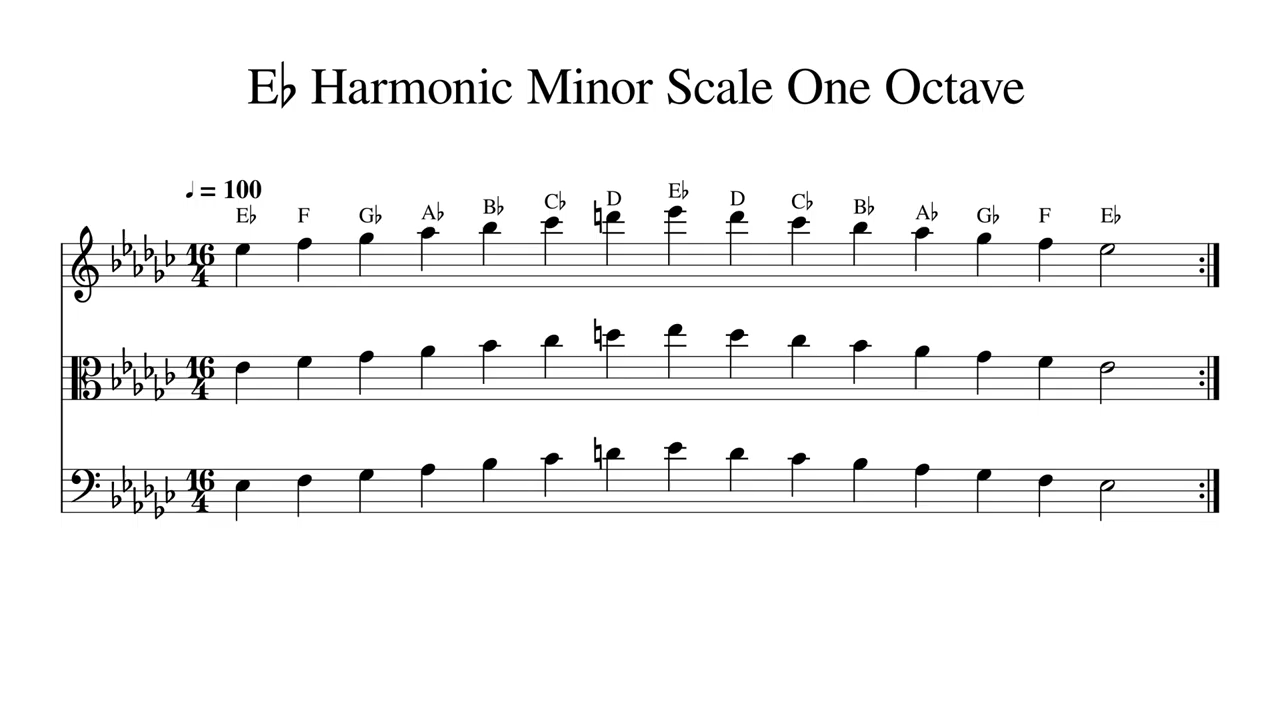 E♭ Harmonic Minor Scale One Octave
♩ = 100
E♭ F G♭ A♭ B♭ C♭ D E♭ D C♭ B♭ A♭ G♭ F E♭
16
4
16
4
16
4